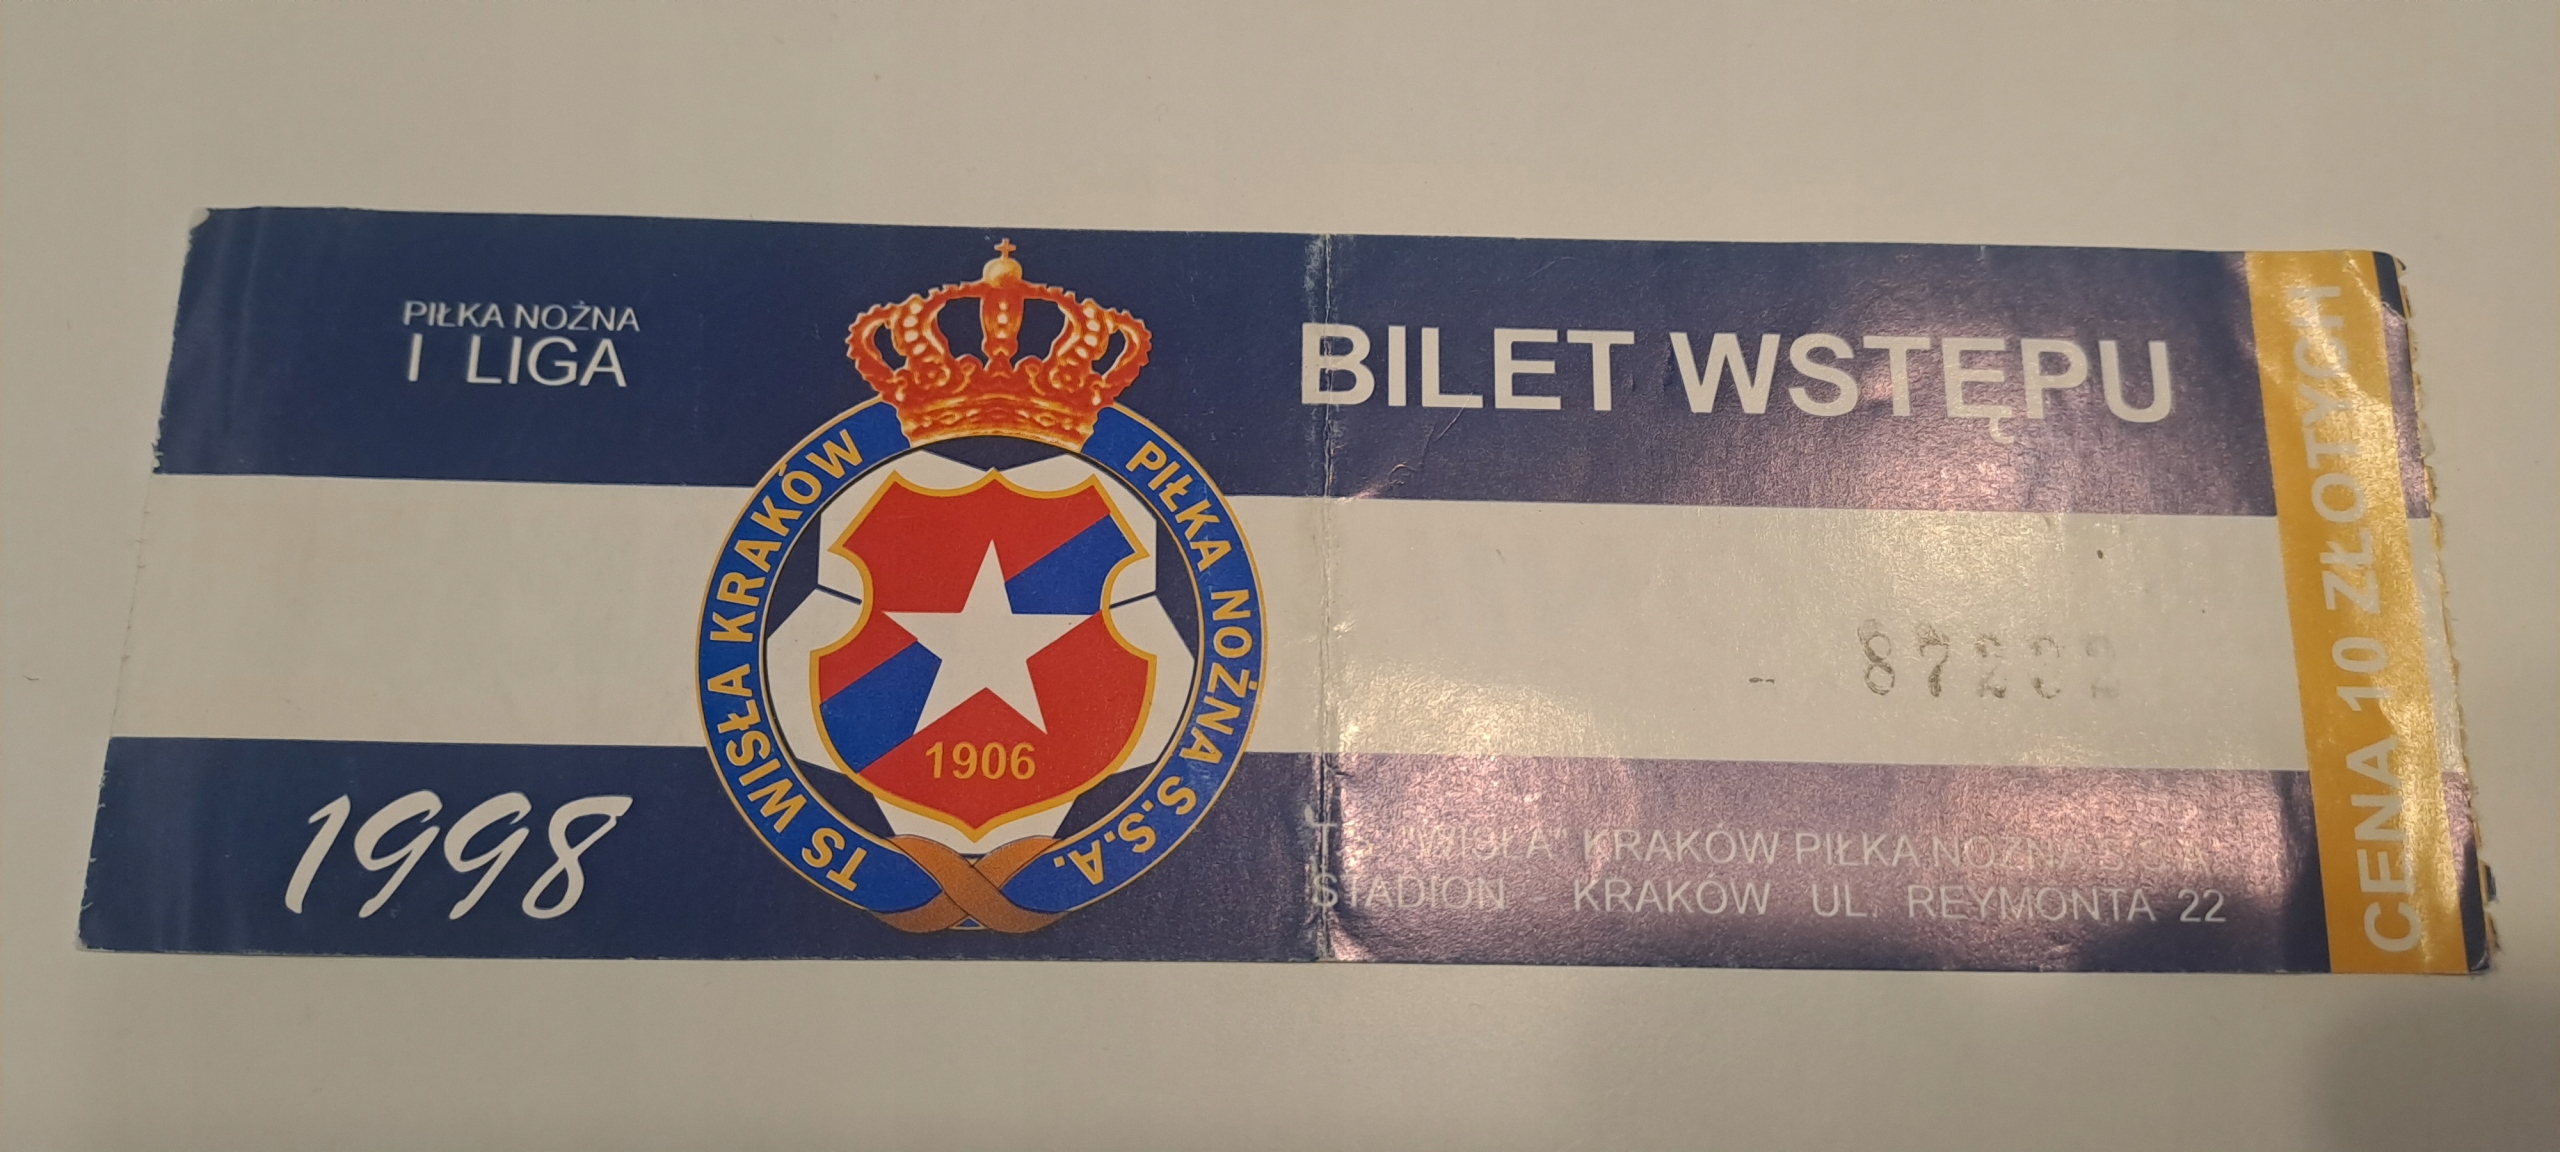 PIŁKA NOŻNA
I LIGA
1998
TS WISŁA KRAKÓW PIŁKA NOŻNA S.S.A.
1906
BILET WSTĘPU
- 87202
"WISŁA" KRAKÓW PIŁKA NOŻNA S.S.A.
STADION KRAKÓW UL. REYMONTA 22
CENA 10 ZŁOTYCH